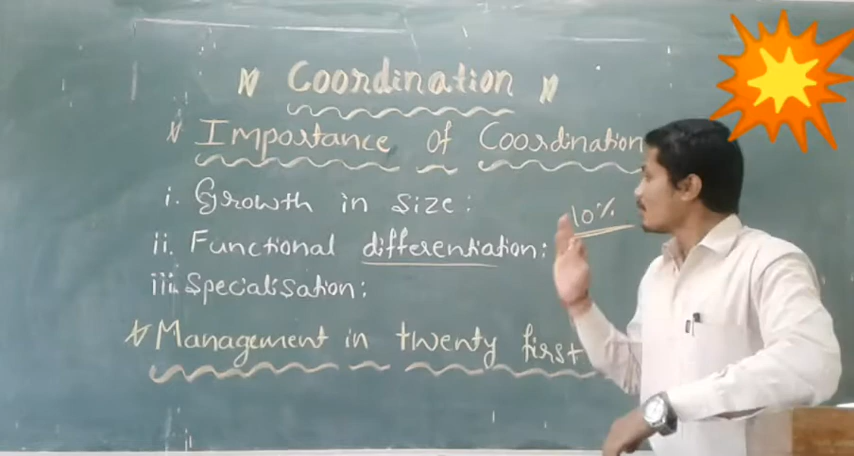 Coordination
Importance of Coordination
i. Growth in size:
10%
ii. Functional differentiation:
iii. Specialisation:
Management in twenty first